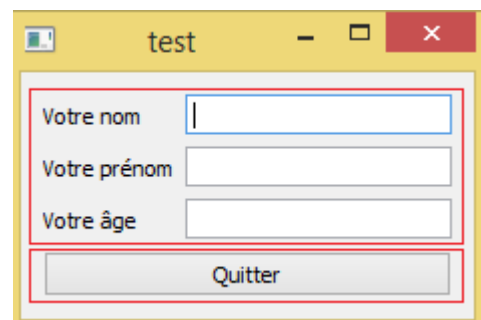 test
Votre nom
Votre prénom
Votre âge
Quitter